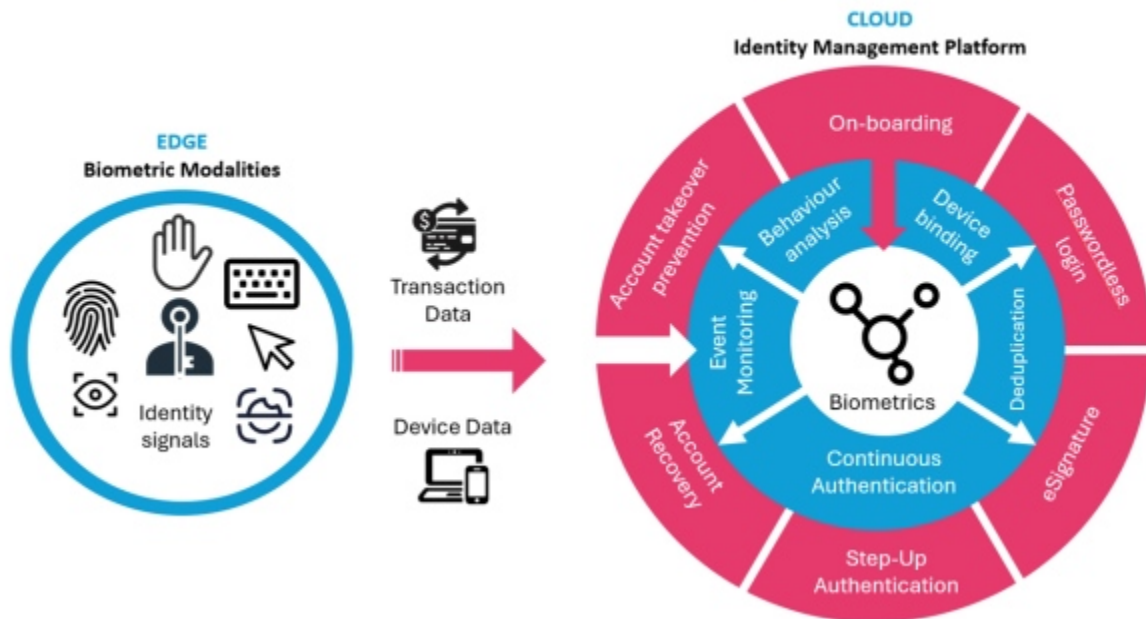 CLOUD
Identity Management Platform
EDGE
Biometric Modalities
Identity
signals
$
Transaction
Data
Device Data
On-boarding
Account takeover
prevention
Passwordless
login
Behaviour
analysis
Device
binding
Event
Monitoring
Deduplication
Biometrics
Continuous
Authentication
Account
Recovery
eSignature
Step-Up
Authentication